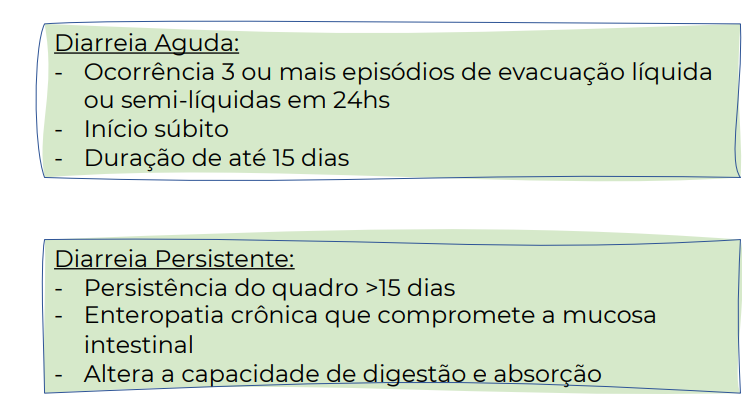 Diarreia Aguda:
- Ocorrência 3 ou mais episódios de evacuação líquida
ou semi-líquidas em 24hs
- Início súbito
- Duração de até 15 dias
Diarreia Persistente:
- Persistência do quadro >15 dias
- Enteropatia crônica que compromete a mucosa
intestinal
- Altera a capacidade de digestão e absorção